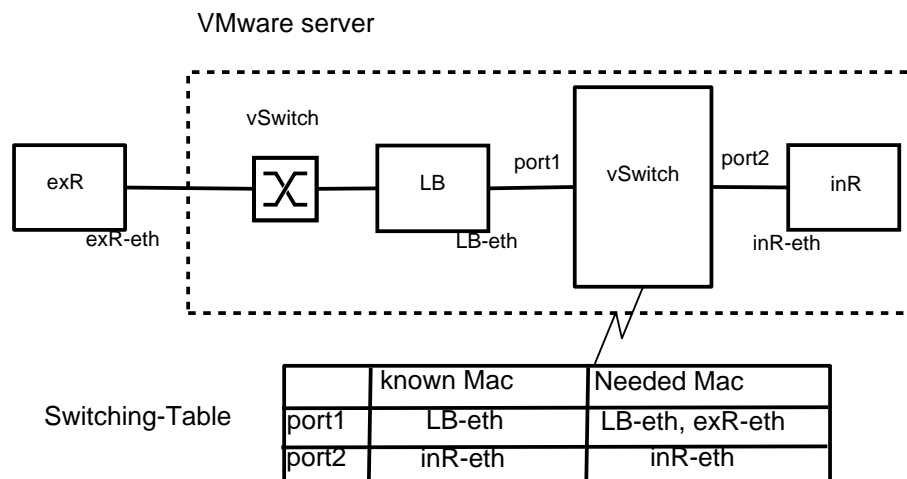 VMware server
vSwitch
exR
LB
port1
vSwitch
port2
inR
exR-eth
LB-eth
inR-eth
known Mac Needed Mac
Switching-Table
port1 LB-eth LB-eth, exR-eth
port2 inR-eth inR-eth